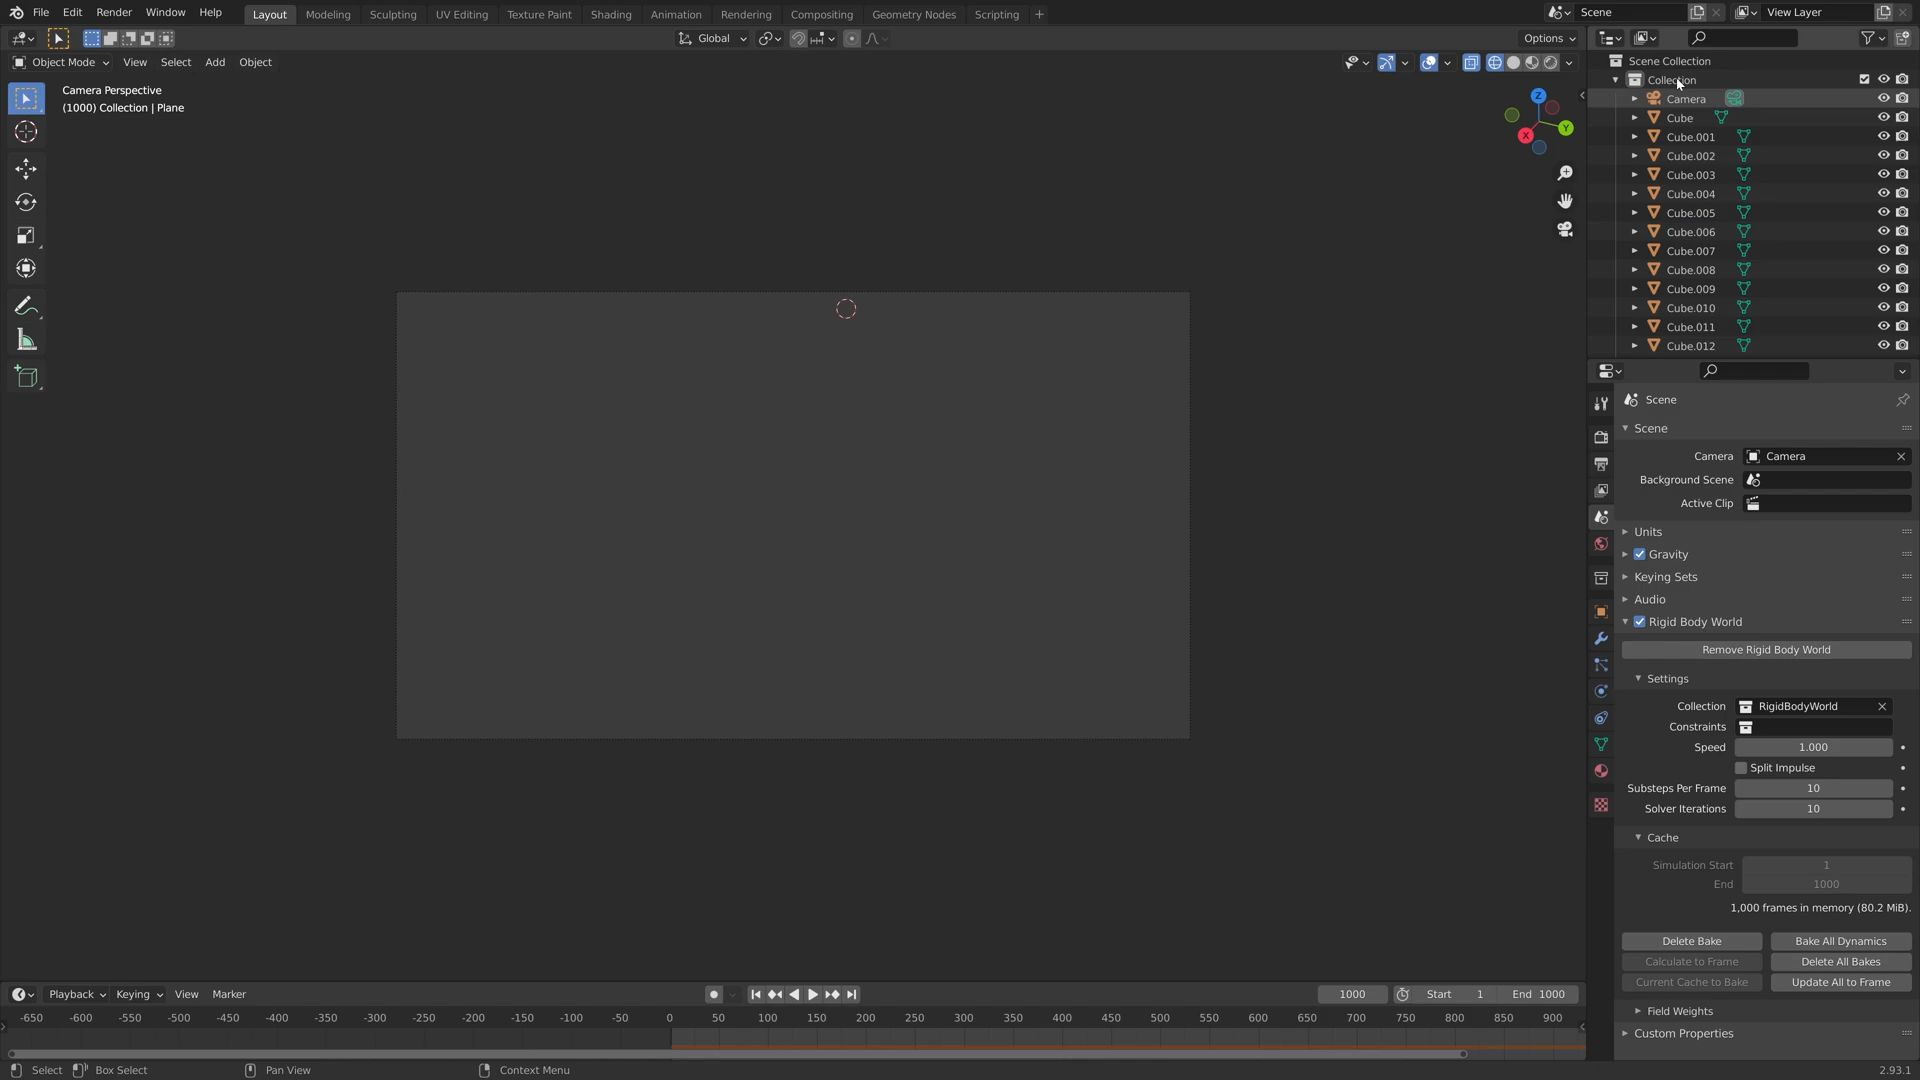 File Edit Render Window Help Layout Modeling Sculpting UV Editing Texture Paint Shading Animation Rendering Compositing Geometry Nodes Scripting + Scene View Layer
Global Options
Object Mode View Select Add Object
Camera Perspective
(1000) Collection | Plane
Z
Y
X
Scene Collection
Collection
Camera
Cube
Cube.001
Cube.002
Cube.003
Cube.004
Cube.005
Cube.006
Cube.007
Cube.008
Cube.009
Cube.010
Cube.011
Cube.012
Scene
Scene
Camera Camera
Background Scene
Active Clip
Units
Gravity
Keying Sets
Audio
Rigid Body World
Remove Rigid Body World
Settings
Collection RigidBodyWorld
Constraints
Speed 1.000
Split Impulse
Substeps Per Frame 10
Solver Iterations 10
Cache
Simulation Start 1
End 1000
1,000 frames in memory (80.2 MiB).
Delete Bake Bake All Dynamics
Calculate to Frame Delete All Bakes
Current Cache to Bake Update All to Frame
Field Weights
Custom Properties
Playback Keying View Marker 1000 Start 1 End 1000
-650 -600 -550 -500 -450 -400 -350 -300 -250 -200 -150 -100 -50 0 50 100 150 200 250 300 350 400 450 500 550 600 650 700 750 800 850 900
Select Box Select Pan View Context Menu 2.93.1